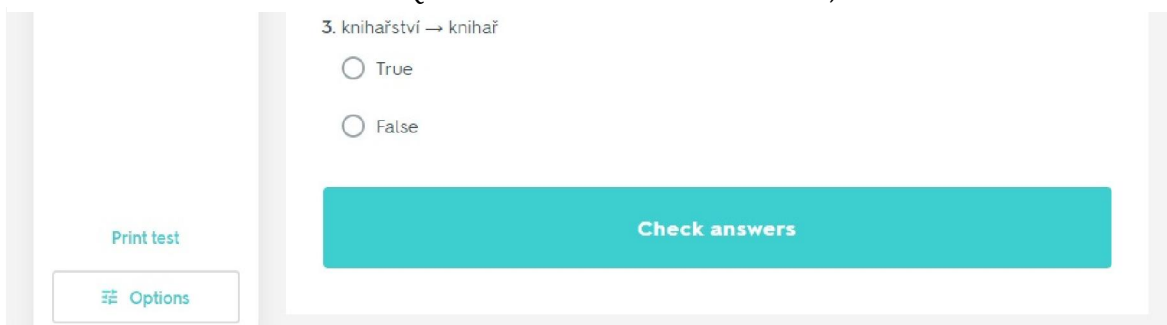 3. knihařství → knihař
True
False
Check answers
Print test
Options